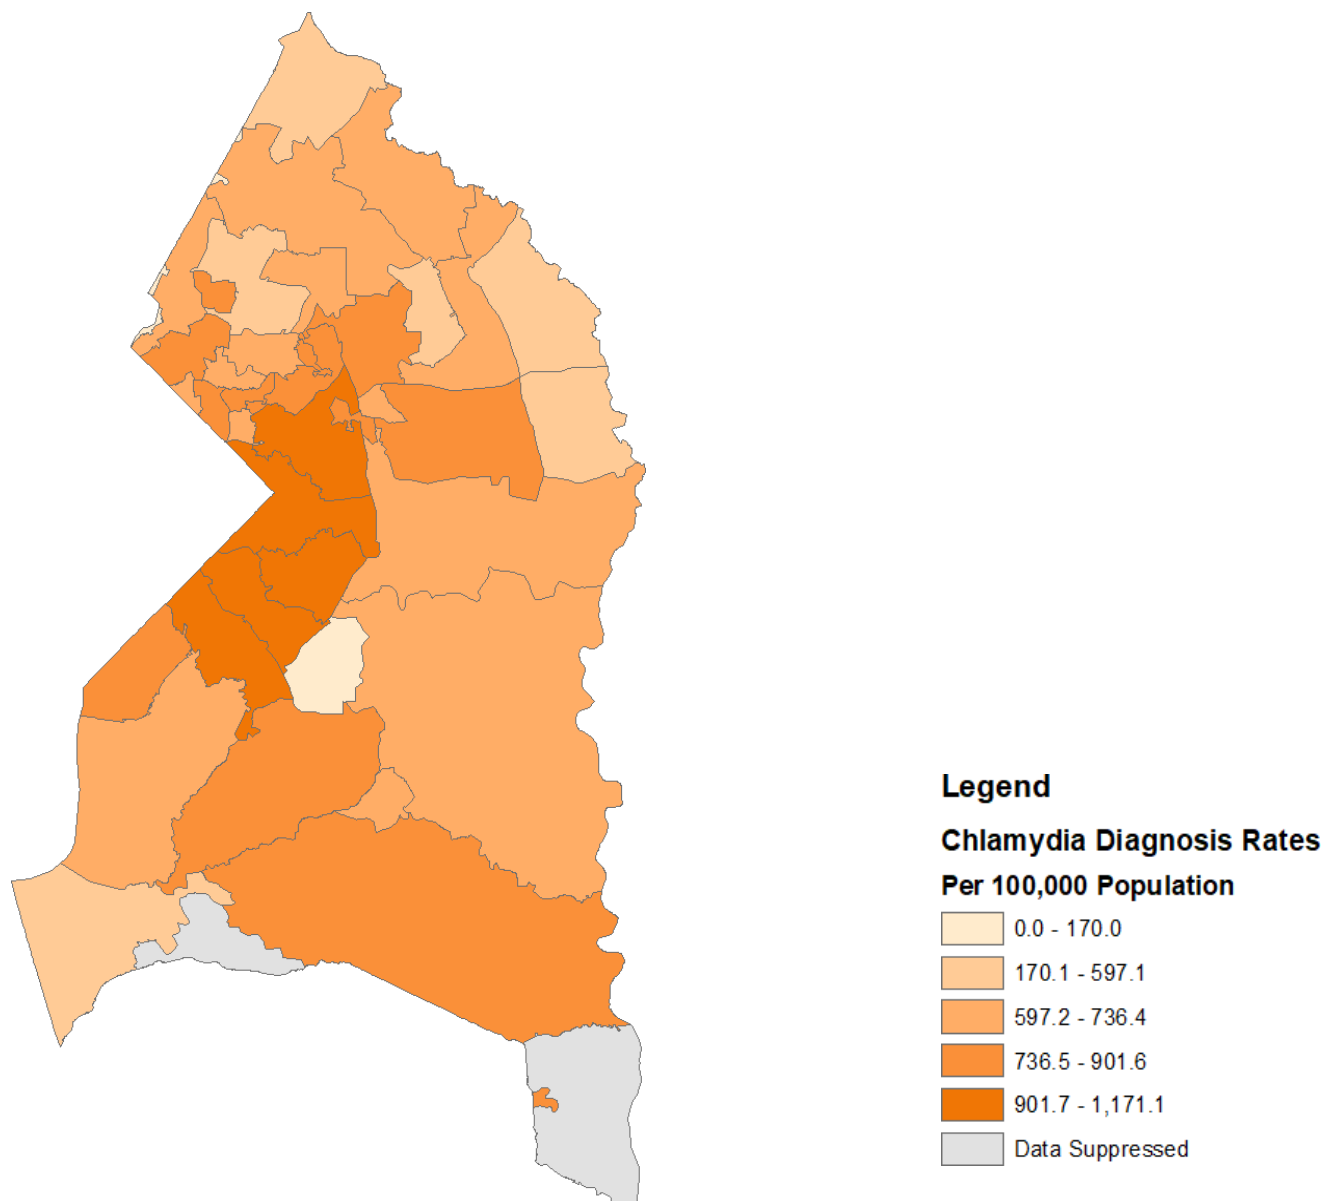 Legend
Chlamydia Diagnosis Rates
Per 100,000 Population
0.0 - 170.0
170.1 - 597.1
597.2 - 736.4
736.5 - 901.6
901.7 - 1,171.1
Data Suppressed